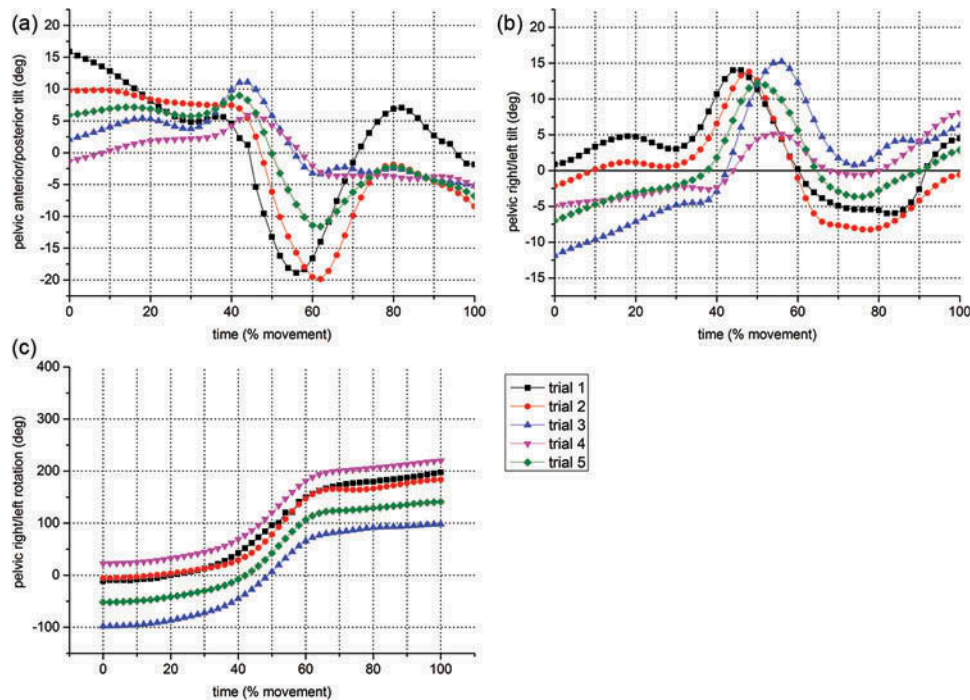 (a)
pelvic anterior/posterior tilt (deg)
20
15
10
5
0
-5
-10
-15
-20
0 20 40 60 80 100
time (% movement)
(b)
pelvic right/left tilt (deg)
20
15
10
5
0
-5
-10
-15
0 20 40 60 80 100
time (% movement)
(c)
pelvic right/left rotation (deg)
400
300
200
100
0
-100
0 20 40 60 80 100
time (% movement)
trial 1
trial 2
trial 3
trial 4
trial 5